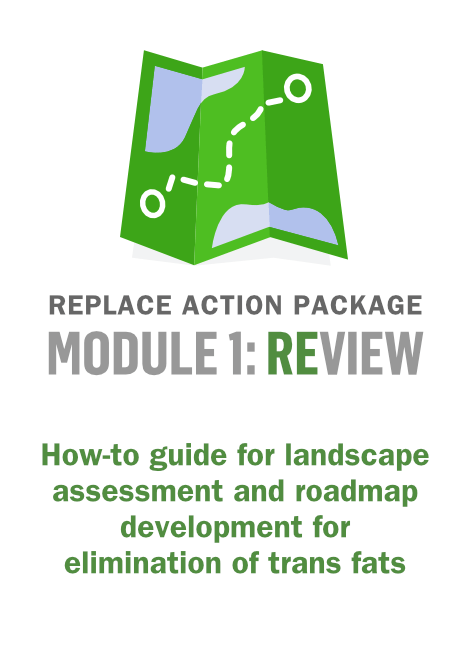 REPLACE ACTION PACKAGE
MODULE 1: REVIEW
How-to guide for landscape
assessment and roadmap
development for
elimination of trans fats